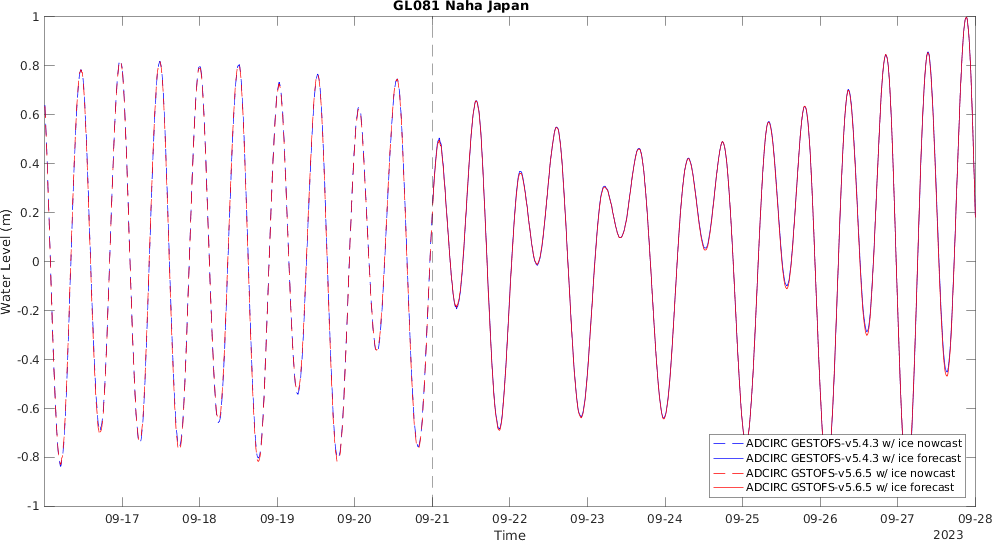 GL081 Naha Japan
1
0.8
0.6
0.4
0.2
0
-0.2
-0.4
-0.6
-0.8
-1
Water Level (m)
ADCIRC GESTOFS-v5.4.3 w/ ice nowcast
ADCIRC GESTOFS-v5.4.3 w/ ice forecast
ADCIRC GSTOFS-v5.6.5 w/ ice nowcast
ADCIRC GSTOFS-v5.6.5 w/ ice forecast
09-17 09-18 09-19 09-20 09-21 09-22 09-23 09-24 09-25 09-26 09-27 09-28
Time
2023